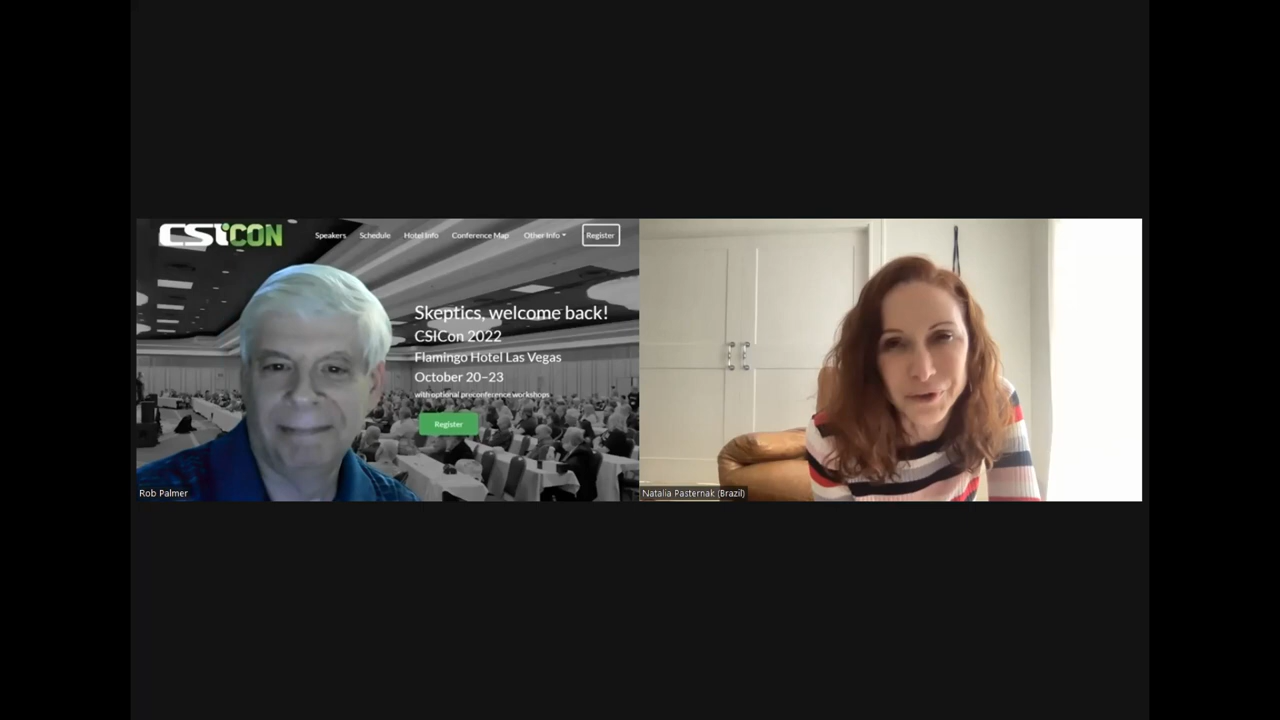 CSICON
Speakers Schedule Hotel Info Conference Map Other Info Register
Skeptics, welcome back!
CSICon 2022
Flamingo Hotel Las Vegas
October 20–23
with optional preconference workshops
Register
Rob Palmer
Natalia Pasternak (Brazil)